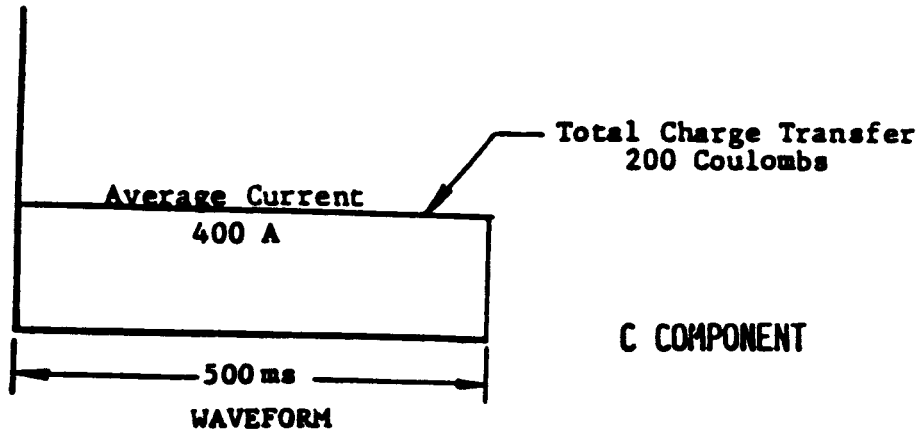 Total Charge Transfer
200 Coulombs
Average Current
400 A
C COMPONENT
500 ms
WAVEFORM